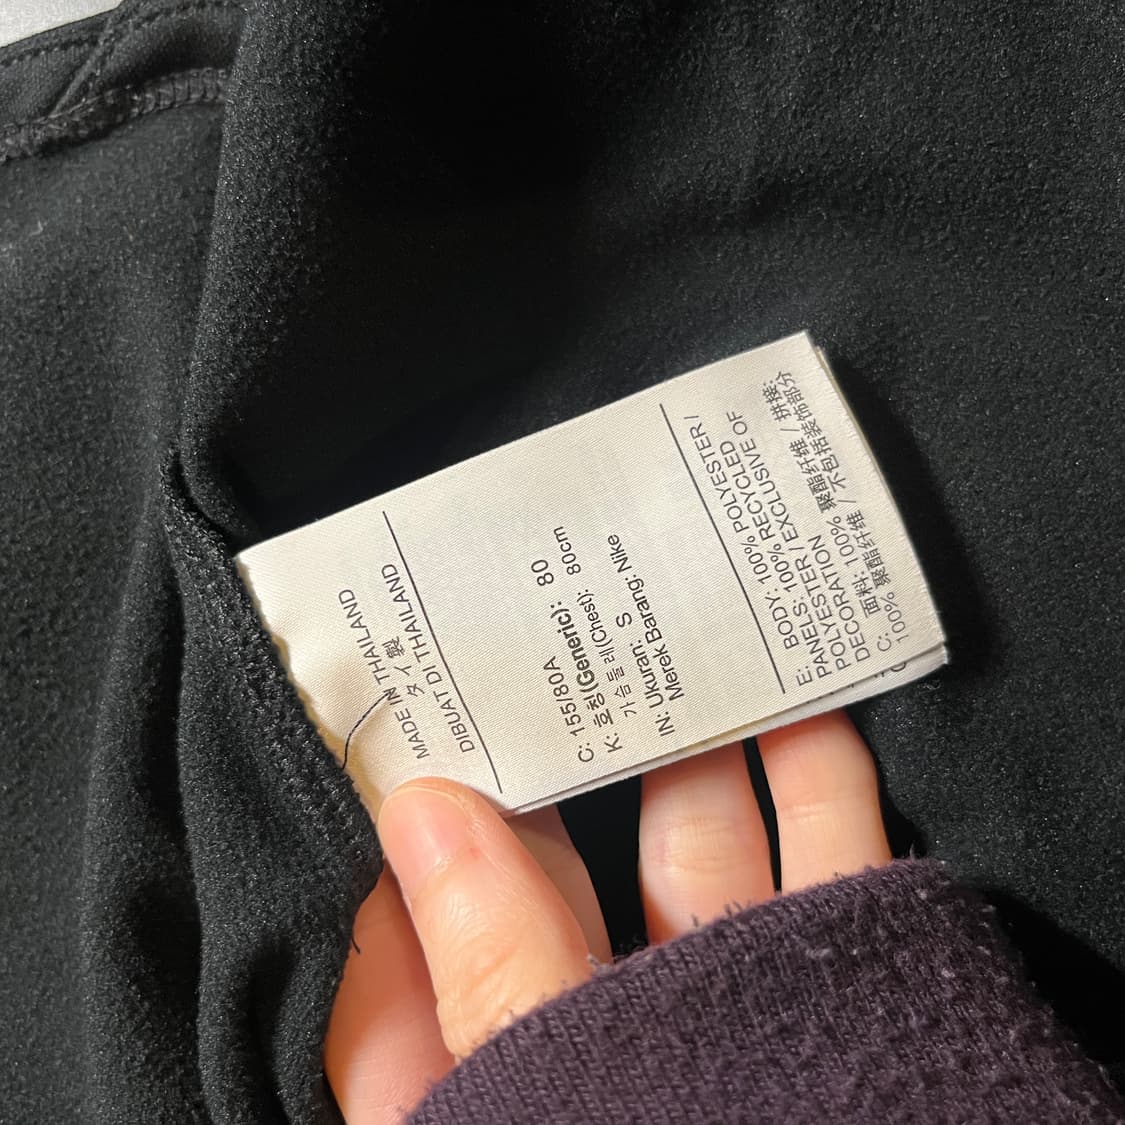 MADE IN THAILAND
タイ製
DIBUAT DI THAILAND
C: 155/80A
K: 호칭(Generic): 80
가슴둘레(Chest): 80cm
IN: Ukuran: S
Merek Barang: Nike
E: BODY: 100% POLYESTER/
PANELS: 100% RECYCLED
POLYESTER/ EXCLUSIVE OF
DECORATION
C: 面料: 100% 聚酯纤维 / 拼接:
100% 聚酯纤维 / 不包括装饰部分